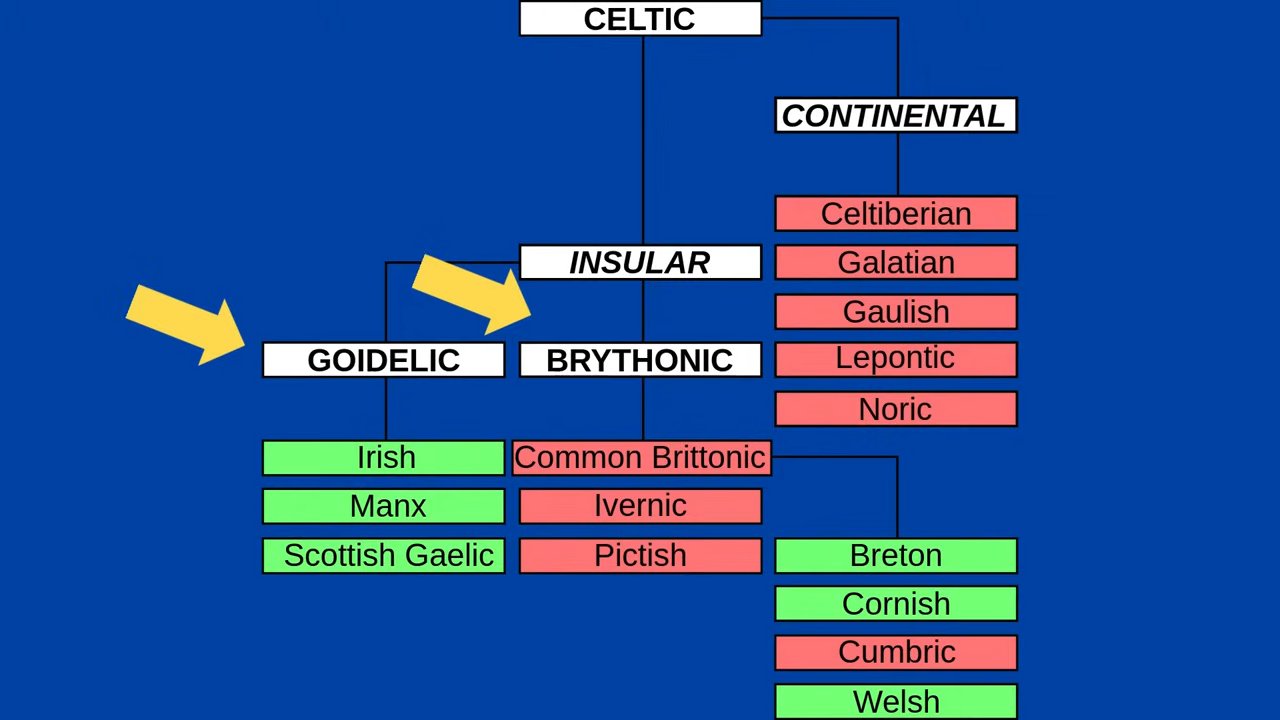 CELTIC
CONTINENTAL
Celtiberian
INSULAR
Galatian
Gaulish
GOIDELIC
BRYTHONIC
Lepontic
Noric
Irish
Common Brittonic
Manx
Ivernic
Scottish Gaelic
Pictish
Breton
Cornish
Cumbric
Welsh